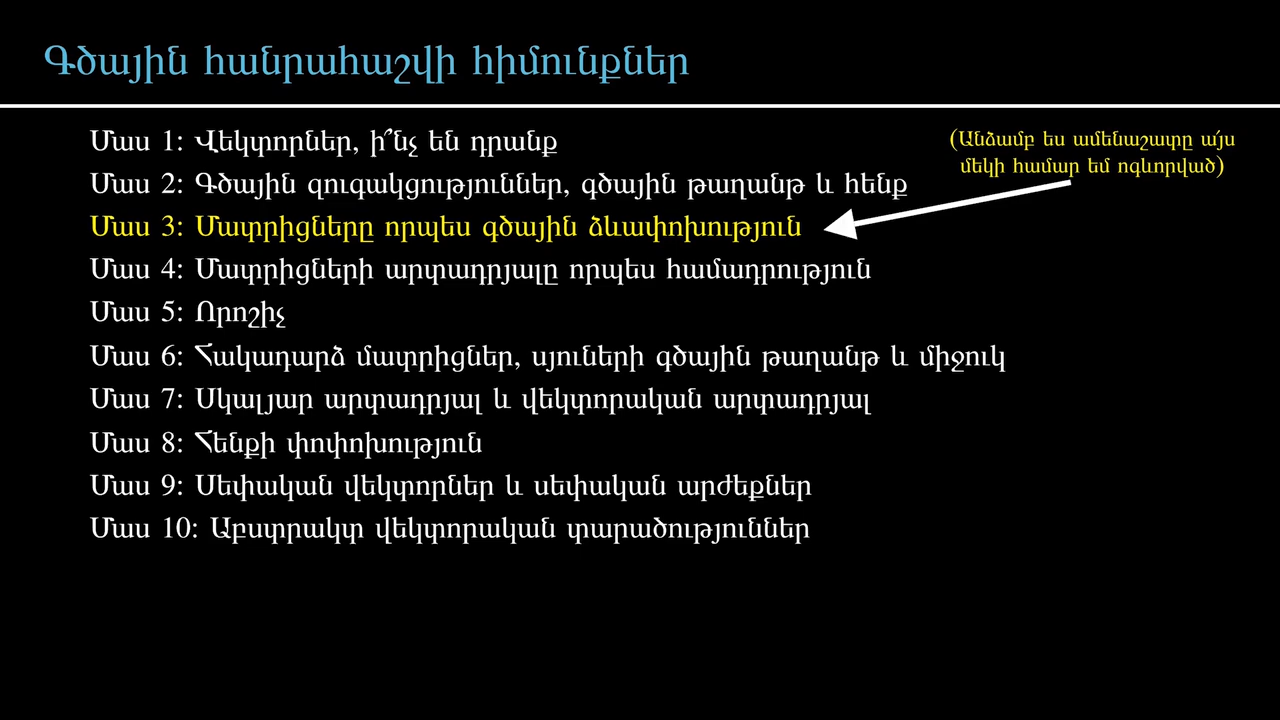 Գծային հանրահաշվի հիմունքներ
Մաս 1: Վեկտորներ, ի՞նչ են դրանք
(Անձամբ ես ամենաշատը այ՛ս
մեկի համար եմ ոգևորված)
Մաս 2: Գծային զուգակցություններ, գծային թաղանթ և հենք
Մաս 3: Մատրիցները որպես գծային ձևափոխություն
Մաս 4: Մատրիցների արտադրյալը որպես համադրություն
Մաս 5: Որոշիչ
Մաս 6: Հակադարձ մատրիցներ, սյուների գծային թաղանթ և միջուկ
Մաս 7: Սկալյար արտադրյալ և վեկտորական արտադրյալ
Մաս 8: Հենքի փոփոխություն
Մաս 9: Սեփական վեկտորներ և սեփական արժեքներ
Մաս 10: Աբստրակտ վեկտորական տարածություններ